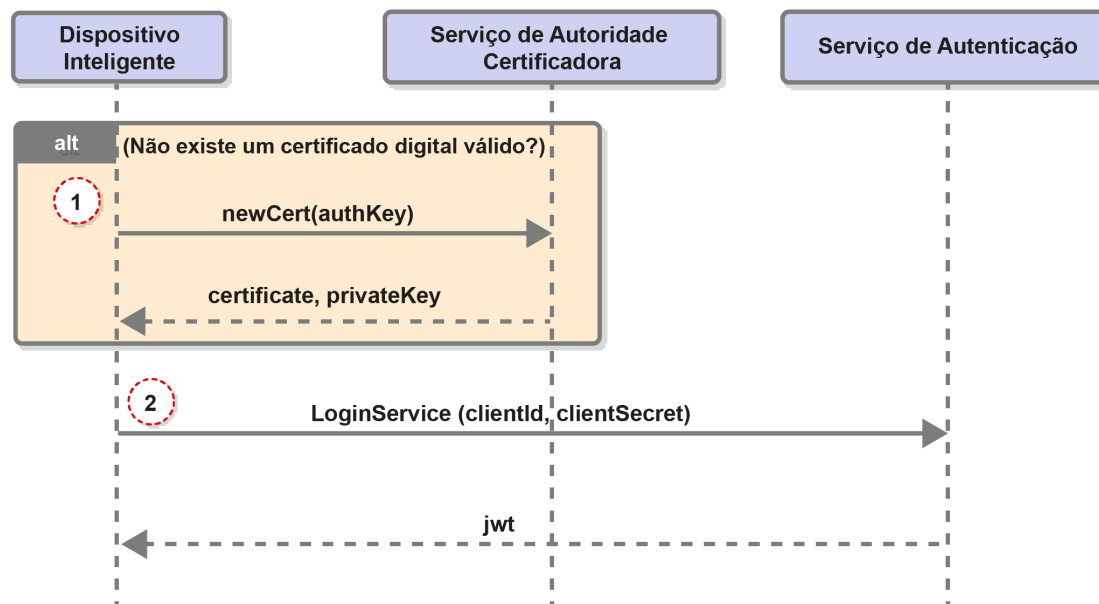 Dispositivo
Inteligente
Serviço de Autoridade
Certificadora
Serviço de Autenticação
alt
(Não existe um certificado digital válido?)
1
newCert(authKey)
certificate, privateKey
2
LoginService (clientId, clientSecret)
jwt